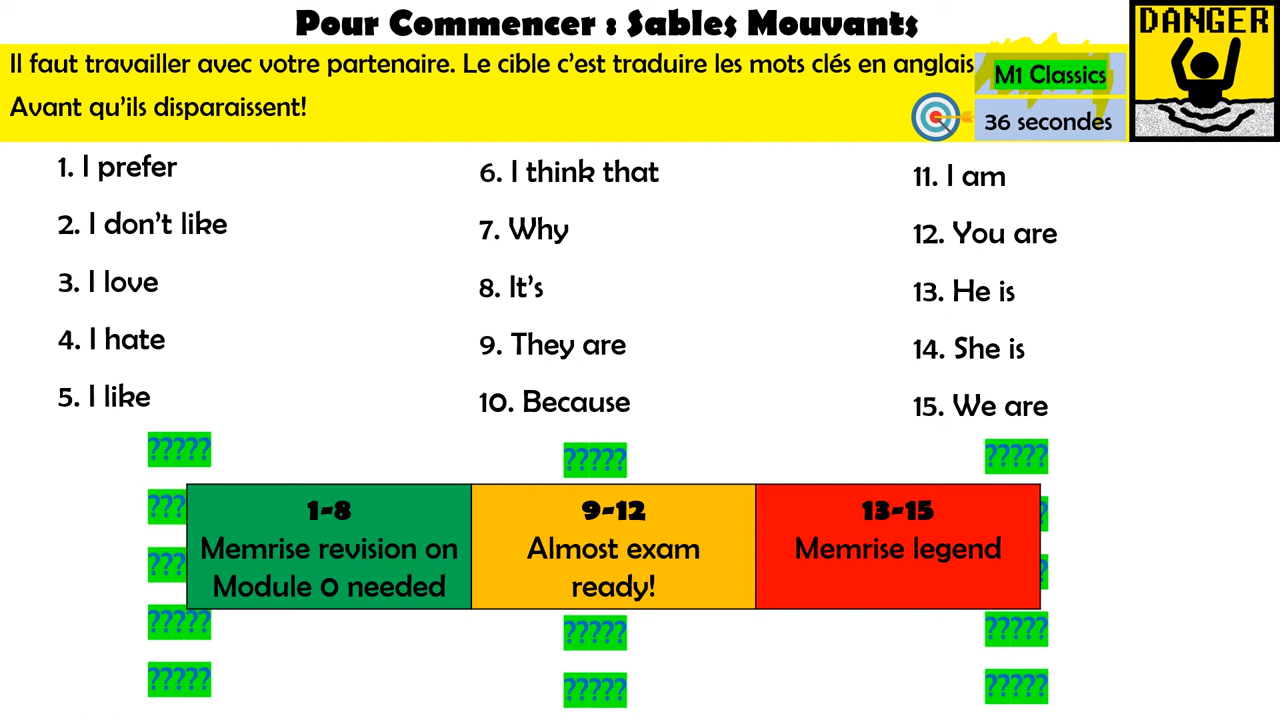 Pour Commencer : Sables Mouvants
DANGER
Il faut travailler avec votre partenaire. Le cible c’est traduire les mots clés en anglais
Avant qu’ils disparaissent!
M1 Classics
36 secondes
1. I prefer
2. I don’t like
3. I love
4. I hate
5. I like
6. I think that
7. Why
8. It’s
9. They are
10. Because
11. I am
12. You are
13. He is
14. She is
15. We are
?????
?????
?????
???
?
1-8
Memrise revision on
Module 0 needed
9-12
Almost exam
ready!
13-15
Memrise legend
???
?
?????
?????
?????
?????
?????
?????